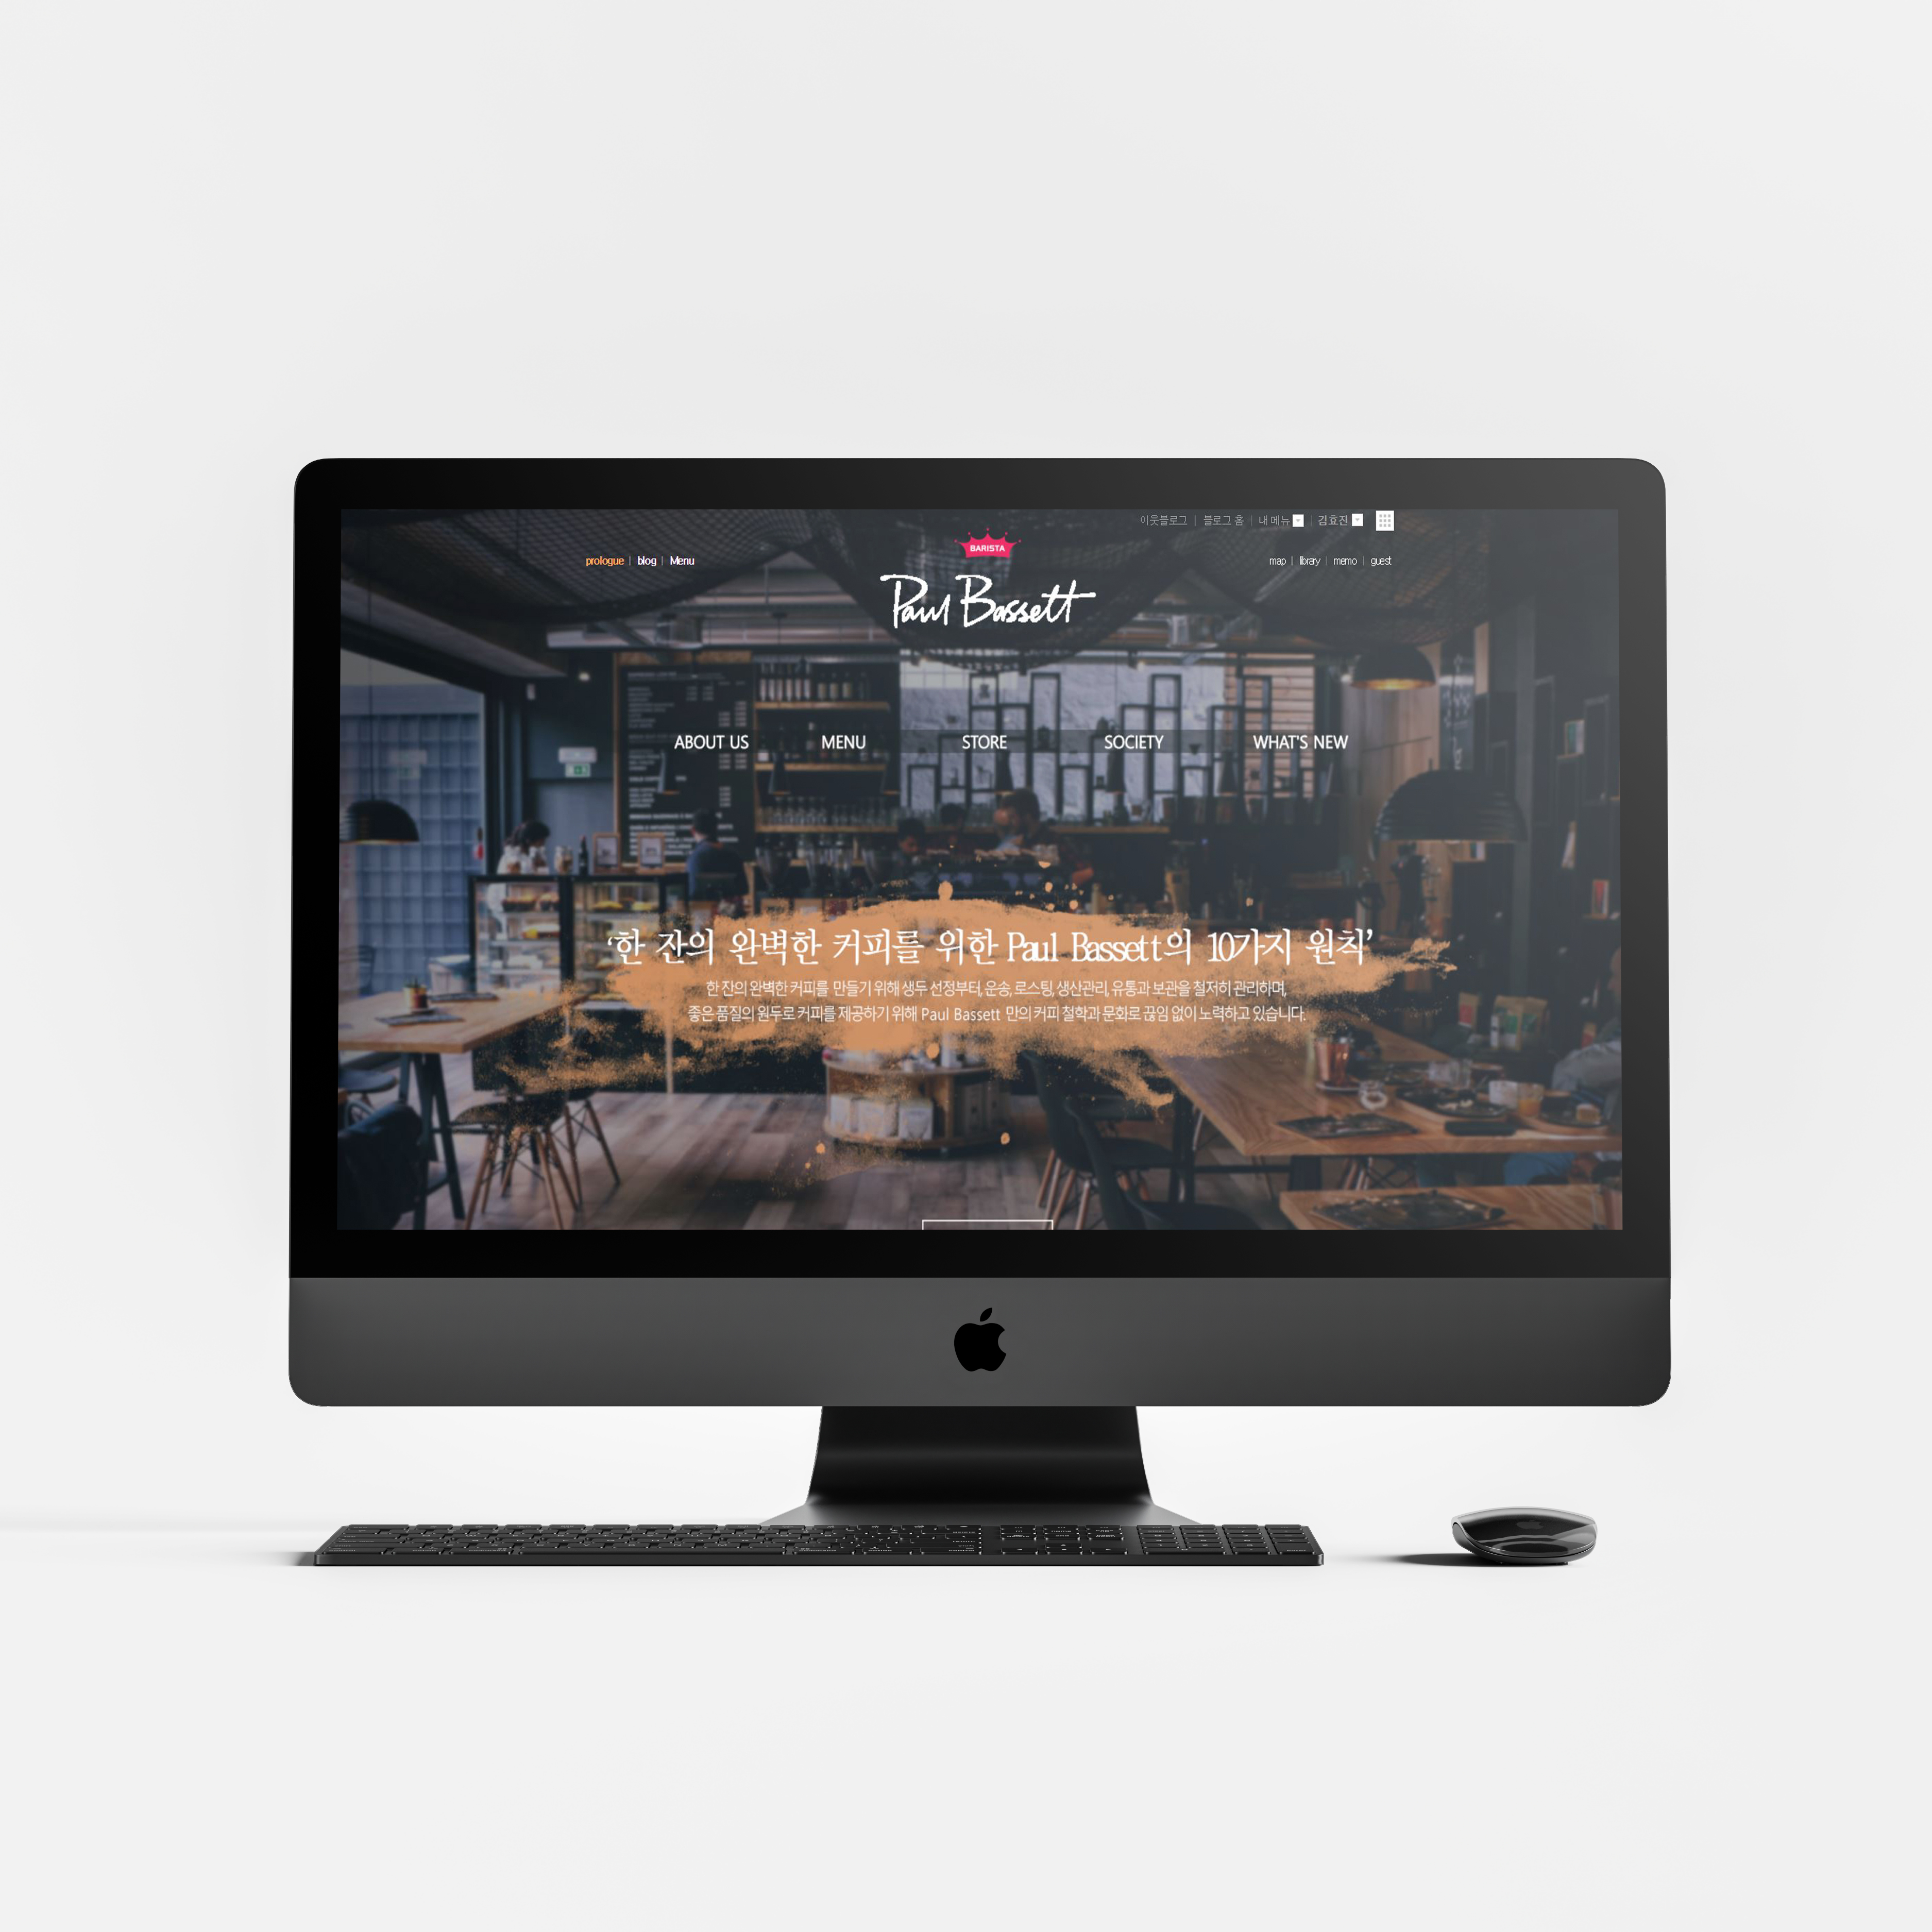 이웃블로그 | 블로그 홈 | 내 메뉴 | 김효진
BARISTA
prologue | blog | Menu
map | library | memo | guest
Paul Bassett
ABOUT US MENU STORE SOCIETY WHAT'S NEW
‘한 잔의 완벽한 커피를 위한 Paul Bassett의 10가지 원칙’
한 잔의 완벽한 커피를 만들기 위해 생두 선정부터, 운송, 로스팅, 생산관리, 유통과 보관을 철저히 관리하며,
좋은 품질의 원두로 커피를 제공하기 위해 Paul Bassett 만의 커피 철학과 문화로 끊임 없이 노력하고 있습니다.